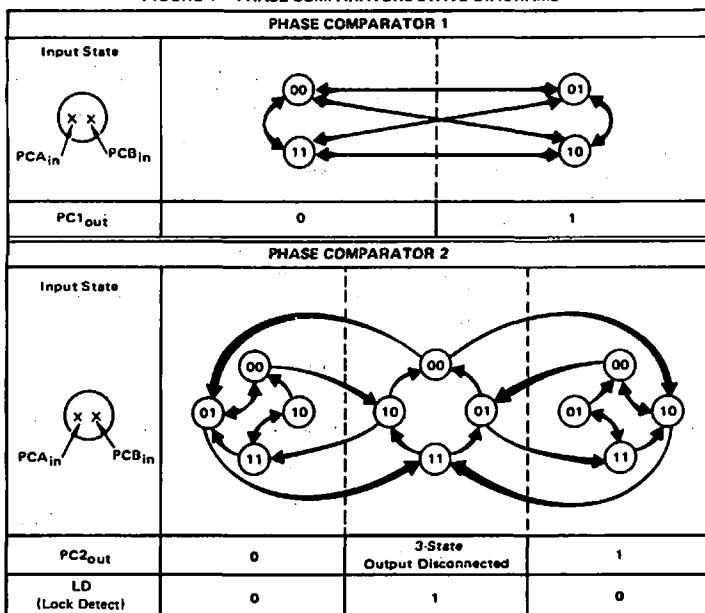 PHASE COMPARATOR 1
Input State
00 01
PCAin PCBin 11 10
PC1out 0 1
PHASE COMPARATOR 2
Input State
00 00 00
01 10 10 01 01 10
PCAin PCBin 11 11 11
PC2out 0 3-State Output Disconnected 1
LD (Lock Detect) 0 1 0